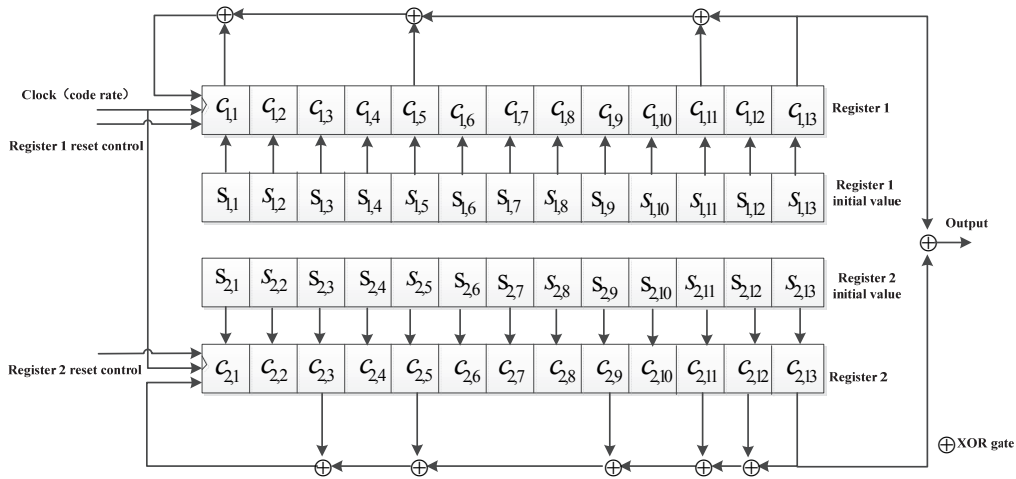 Clock（code rate）
Register 1 reset control
C1,1 C1,2 C1,3 C1,4 C1,5 C1,6 C1,7 C1,8 C1,9 C1,10 C1,11 C1,12 C1,13
Register 1
S1,1 S1,2 S1,3 S1,4 S1,5 S1,6 S1,7 S1,8 S1,9 S1,10 S1,11 S1,12 S1,13
Register 1
initial value
Output
S2,1 S2,2 S2,3 S2,4 S2,5 S2,6 S2,7 S2,8 S2,9 S2,10 S2,11 S2,12 S2,13
Register 2
initial value
Register 2 reset control
C2,1 C2,2 C2,3 C2,4 C2,5 C2,6 C2,7 C2,8 C2,9 C2,10 C2,11 C2,12 C2,13
Register 2
⊕XOR gate